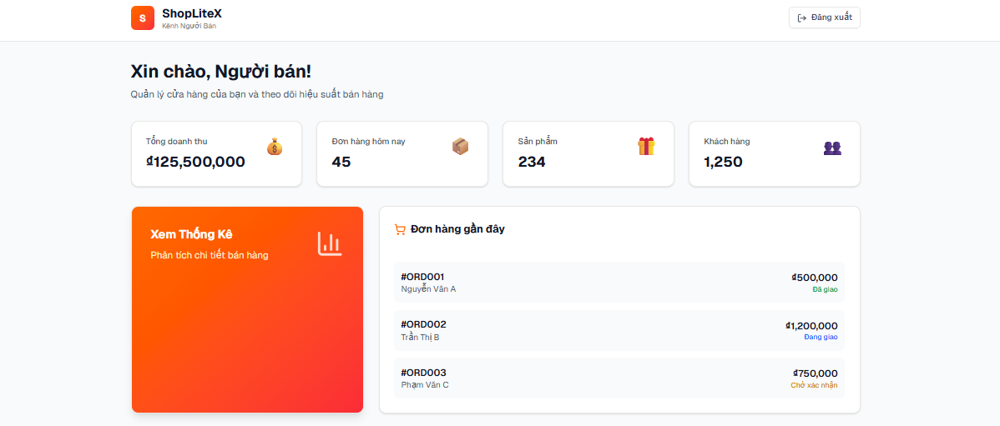 S
ShopLiteX
Kênh Người Bán
Đăng xuất
Xin chào, Người bán!
Quản lý cửa hàng của bạn và theo dõi hiệu suất bán hàng
Tổng doanh thu
₫125,500,000
Đơn hàng hôm nay
45
Sản phẩm
234
Khách hàng
1,250
Xem Thống Kê
Phân tích chi tiết bán hàng
Đơn hàng gần đây
#ORD001
Nguyễn Văn A
₫500,000
Đã giao
#ORD002
Trần Thị B
₫1,200,000
Đang giao
#ORD003
Phạm Văn C
₫750,000
Chờ xác nhận